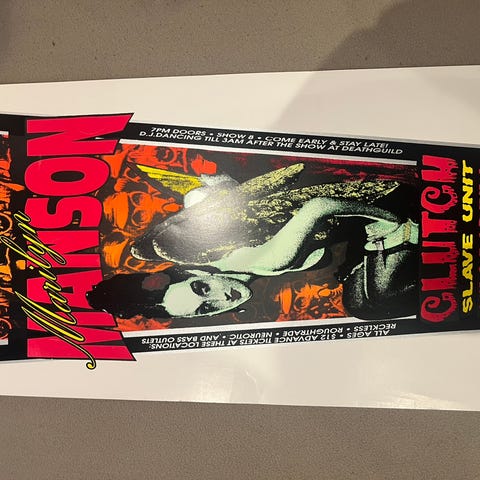 Marilyn
MANSON
7PM DOORS • SHOW 8 • COME EARLY & STAY LATE!
D.J. DANCING TILL 3AM AFTER THE SHOW AT DEATHGUILD
ALL AGES • $12 ADVANCE TICKETS AT THESE LOCATIONS:
RECKLESS • ROUGHTRADE • NEUROTIC • AND BASS OUTLETS
CLUTCH
SLAVE UNIT